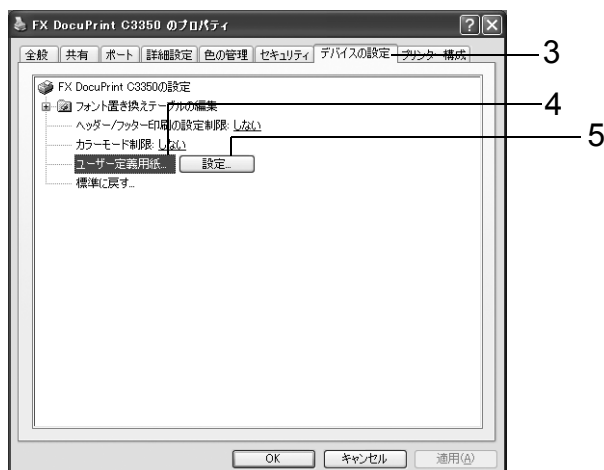 FX DocuPrint C3350 のプロパティ
全般 共有 ポート 詳細設定 色の管理 セキュリティ デバイスの設定 プリンター構成 3
FX DocuPrint C3350の設定
フォント置き換えテーブルの編集 4
ヘッダー/フッター印刷の設定制限: しない
カラーモード制限: しない 5
ユーザー定義用紙... 設定...
標準に戻す...
OK キャンセル 適用(A)